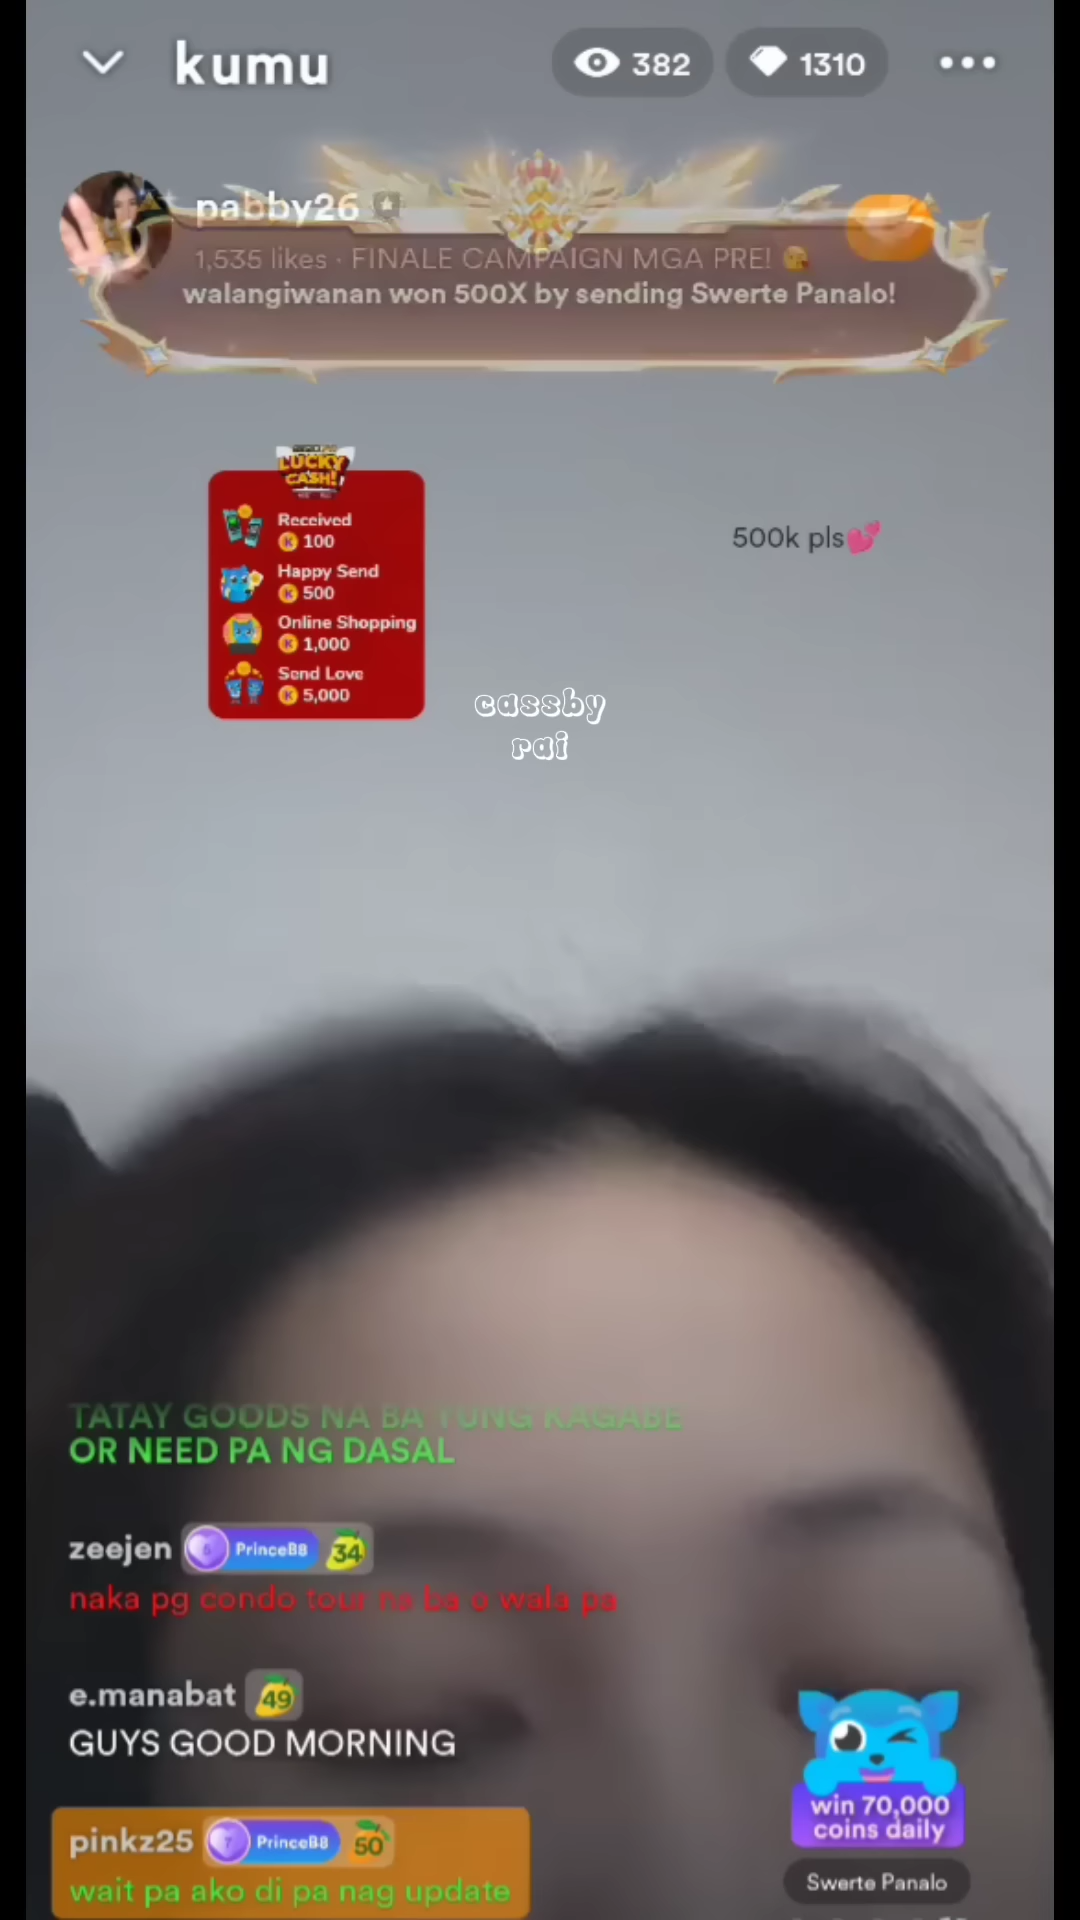 kumu
382
1310
pabby26
1,535 likes · FINALE CAMPAIGN MGA PRE! 😘
walangiwanan won 500X by sending Swerte Panalo!
LUCKY
CASH!
Received
K 100
Happy Send
K 500
Online Shopping
K 1,000
Send Love
K 5,000
500k pls💕
cassby
rai
TATAY GOODS NA BA TUNG KAGABE
OR NEED PA NG DASAL
zeejen PrinceB8 34
naka pg condo tour na ba o wala pa
e.manabat 49
GUYS GOOD MORNING
pinkz25 7 PrinceB8 50
wait pa ako di pa nag update
win 70,000
coins daily
Swerte Panalo